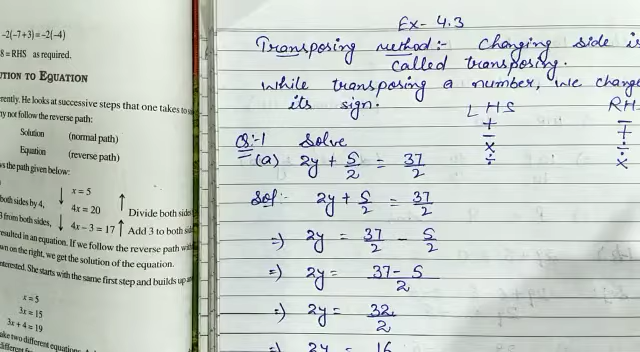 -2(-7+3)=-2(-4)
8 = RHS as required.
TION TO EQUATION
rently. He looks at successive steps that one takes to
ny not follow the reverse path:
Solution (normal path)
Equation (reverse path)
ws the path given below:
x = 5
both sides by 4,
4x = 20 Divide both side
3 from both sides,
4x – 3 = 17 Add 3 to both sid
resulted in an equation. If we follow the reverse path
wn on the right, we get the solution of the equation.
nterested. She starts with the same first step and builds up
x = 5
3x = 15
3x + 4 = 19
ake two different equations.
Ex- 4.3
Transposing method:- Changing side is
called transposing.
While transposing a number, we change
its sign.
LHS RH
+ −
− +
× ÷
÷ ×
Q:-1 Solve
(a) 2y + 5/2 = 37/2
Sol:- 2y + 5/2 = 37/2
=) 2y = 37/2 - 5/2
=) 2y = 37-5/2
=) 2y = 32/2
=) 2y = 16